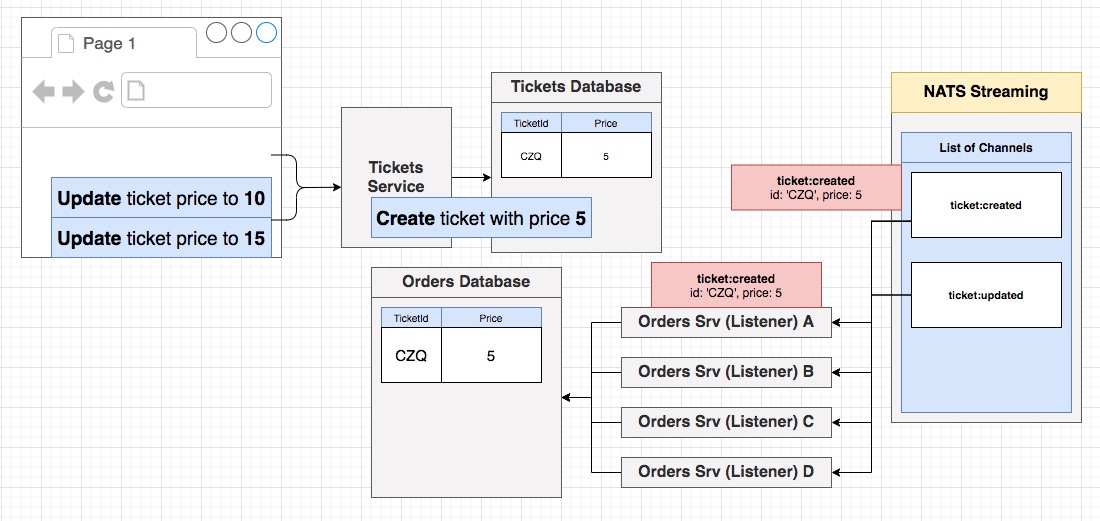 Page 1
Update ticket price to 10
Update ticket price to 15
Tickets
Service
Create ticket with price 5
Tickets Database
TicketId Price
CZQ 5
Orders Database
TicketId Price
CZQ 5
ticket:created
id: 'CZQ', price: 5
Orders Srv (Listener) A
Orders Srv (Listener) B
Orders Srv (Listener) C
Orders Srv (Listener) D
ticket:created
id: 'CZQ', price: 5
NATS Streaming
List of Channels
ticket:created
ticket:updated